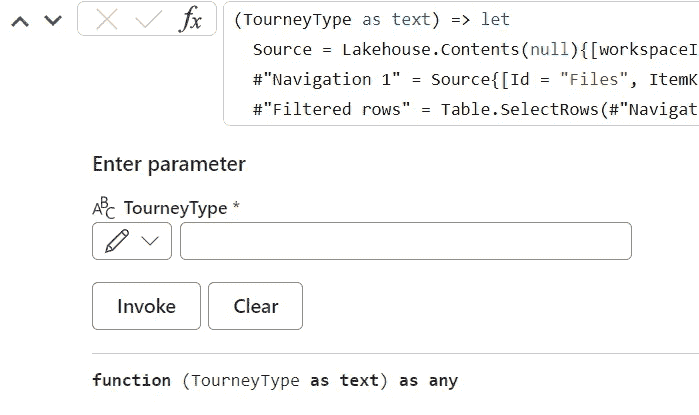 fx
(TourneyType as text) => let
Source = Lakehouse.Contents(null){[workspaceI
#"Navigation 1" = Source{[Id = "Files", ItemK
#"Filtered rows" = Table.SelectRows(#"Navigat
Enter parameter
ABC TourneyType *
Invoke Clear
function (TourneyType as text) as any